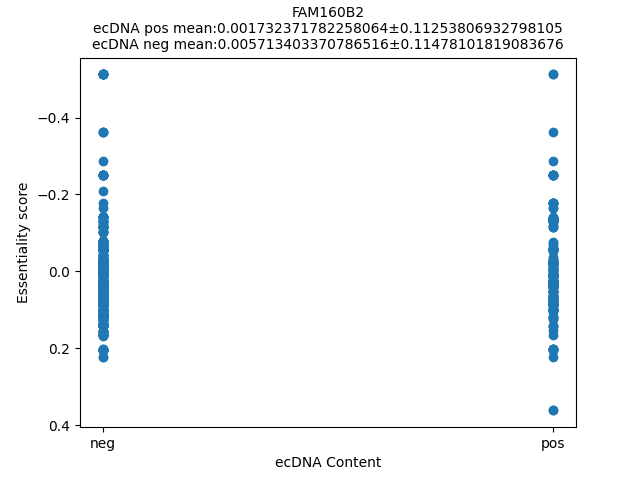 FAM160B2
ecDNA pos mean:0.001732371782258064±0.11253806932798105
ecDNA neg mean:0.005713403370786516±0.11478101819083676
−0.4
−0.2
0.0
0.2
0.4
Essentiality score
neg
pos
ecDNA Content